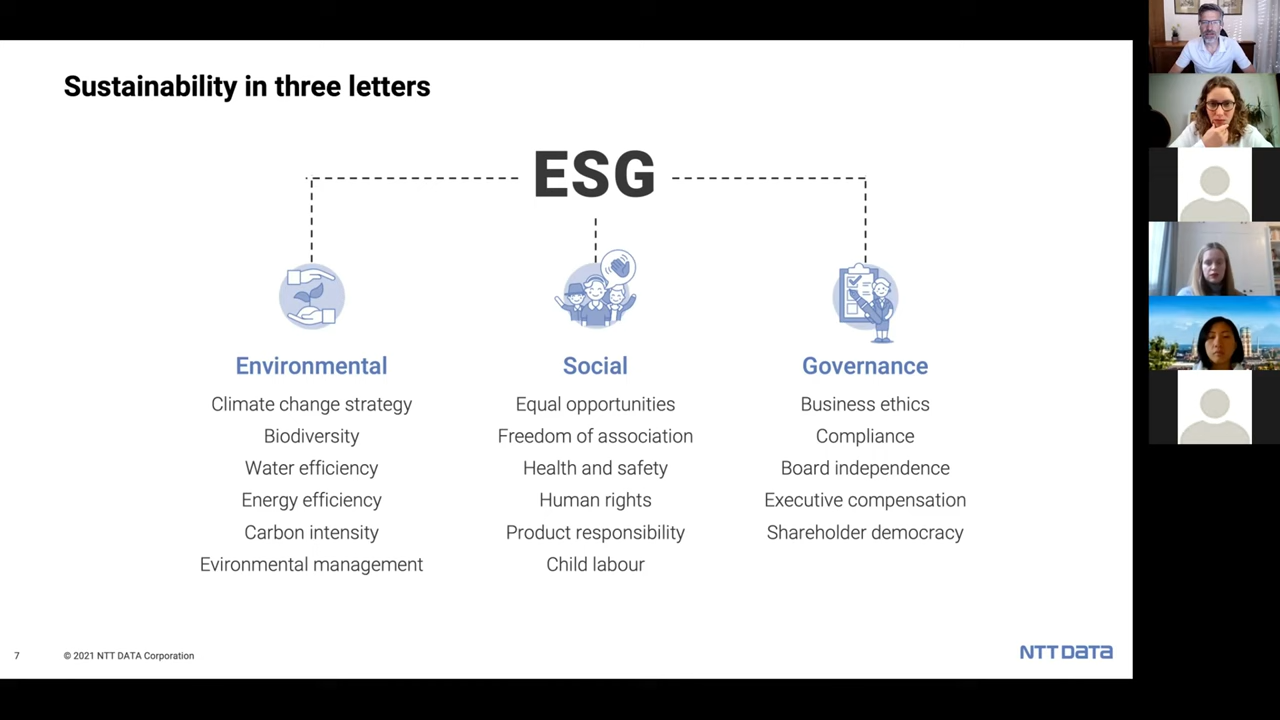 Sustainability in three letters
ESG
Environmental
Climate change strategy
Biodiversity
Water efficiency
Energy efficiency
Carbon intensity
Evironmental management
Social
Equal opportunities
Freedom of association
Health and safety
Human rights
Product responsibility
Child labour
Governance
Business ethics
Compliance
Board independence
Executive compensation
Shareholder democracy
7
© 2021 NTT DATA Corporation
NTT DATA